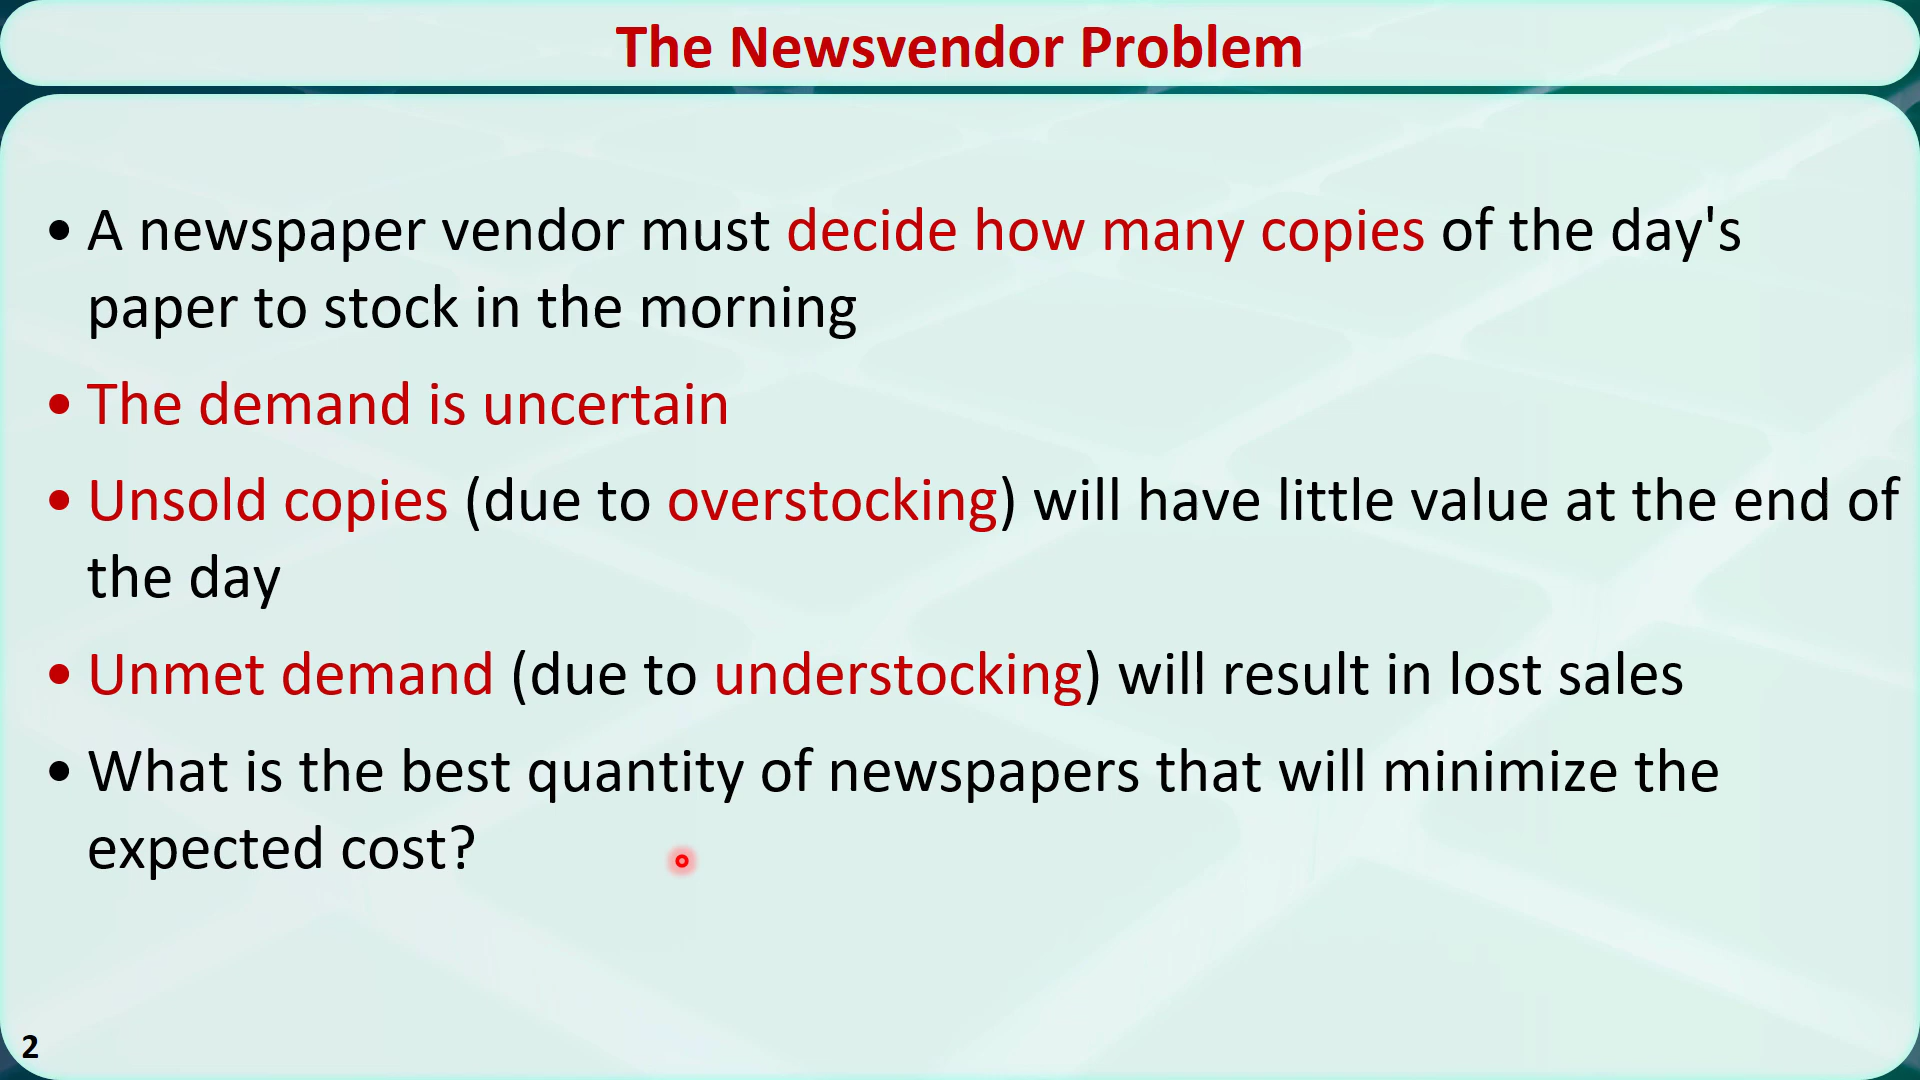 The Newsvendor Problem
• A newspaper vendor must decide how many copies of the day's
paper to stock in the morning
• The demand is uncertain
• Unsold copies (due to overstocking) will have little value at the end of
the day
• Unmet demand (due to understocking) will result in lost sales
• What is the best quantity of newspapers that will minimize the
expected cost?
2